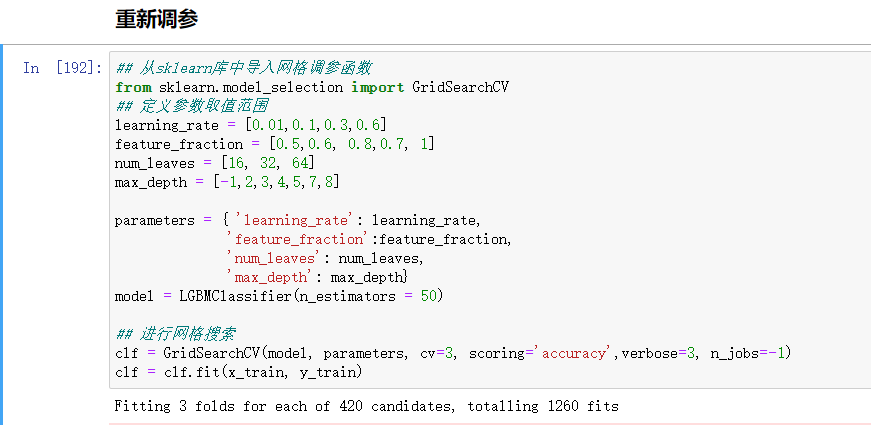 重新调参
In [192]:
## 从sklearn库中导入网格调参函数
from sklearn.model_selection import GridSearchCV
## 定义参数取值范围
learning_rate = [0.01,0.1,0.3,0.6]
feature_fraction = [0.5,0.6, 0.8,0.7, 1]
num_leaves = [16, 32, 64]
max_depth = [-1,2,3,4,5,7,8]
parameters = { 'learning_rate': learning_rate,
'feature_fraction':feature_fraction,
'num_leaves': num_leaves,
'max_depth': max_depth}
model = LGBMClassifier(n_estimators = 50)
## 进行网格搜索
clf = GridSearchCV(model, parameters, cv=3, scoring='accuracy',verbose=3, n_jobs=-1)
clf = clf.fit(x_train, y_train)
Fitting 3 folds for each of 420 candidates, totalling 1260 fits